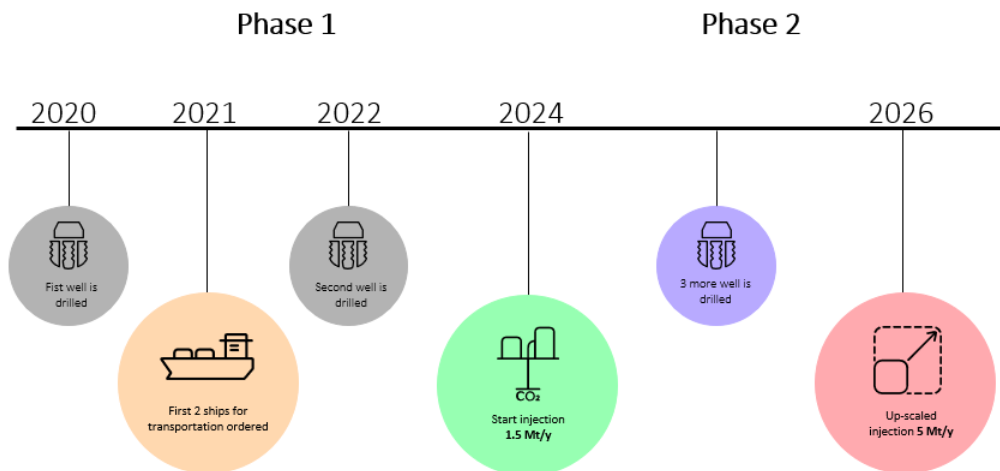 Phase 1
Phase 2
2020
2021
2022
2024
2026
Fist well is
drilled
First 2 ships for
transportation ordered
Second well is
drilled
CO₂
Start injection
1.5 Mt/y
3 more well is
drilled
Up-scaled
injection 5 Mt/y